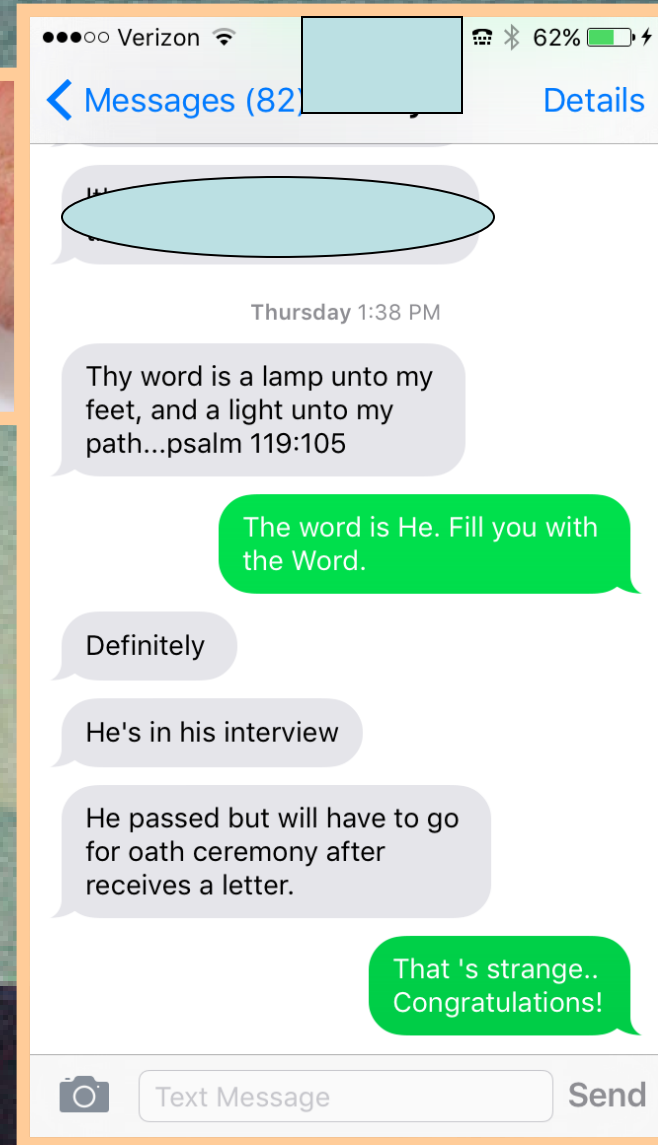 Verizon
62%
Messages (82)
Details
Thursday 1:38 PM
Thy word is a lamp unto my
feet, and a light unto my
path...psalm 119:105
The word is He. Fill you with
the Word.
Definitely
He's in his interview
He passed but will have to go
for oath ceremony after
receives a letter.
That 's strange..
Congratulations!
Text Message
Send